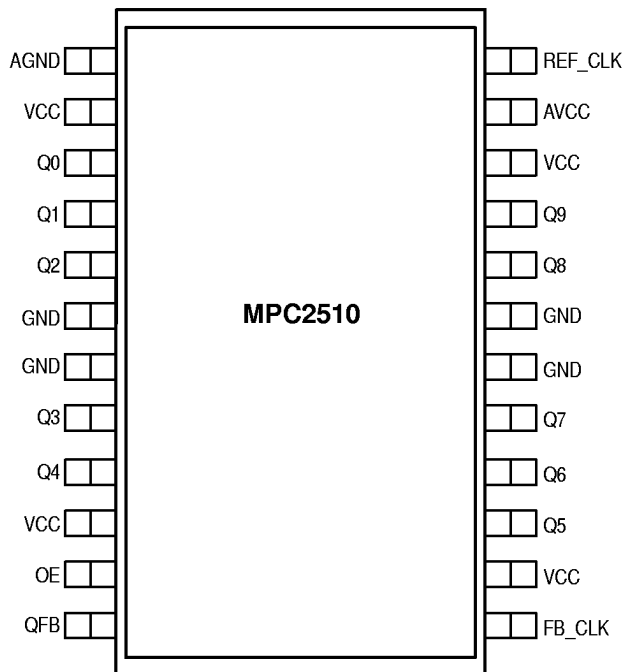 AGND
VCC
Q0
Q1
Q2
GND
GND
Q3
Q4
VCC
OE
QFB
MPC2510
REF_CLK
AVCC
VCC
Q9
Q8
GND
GND
Q7
Q6
Q5
VCC
FB_CLK